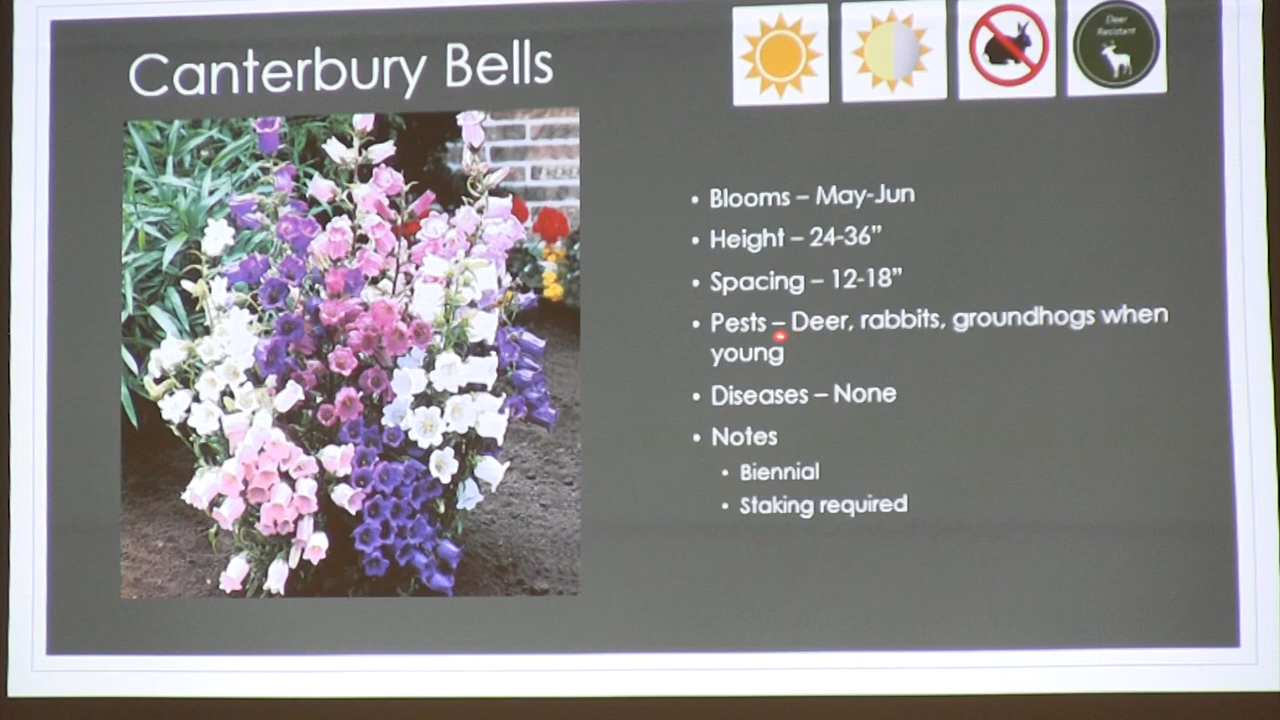 Canterbury Bells
Deer
Resistant
• Blooms – May-Jun
• Height – 24-36”
• Spacing – 12-18”
• Pests – Deer, rabbits, groundhogs when
young
• Diseases – None
• Notes
• Biennial
• Staking required